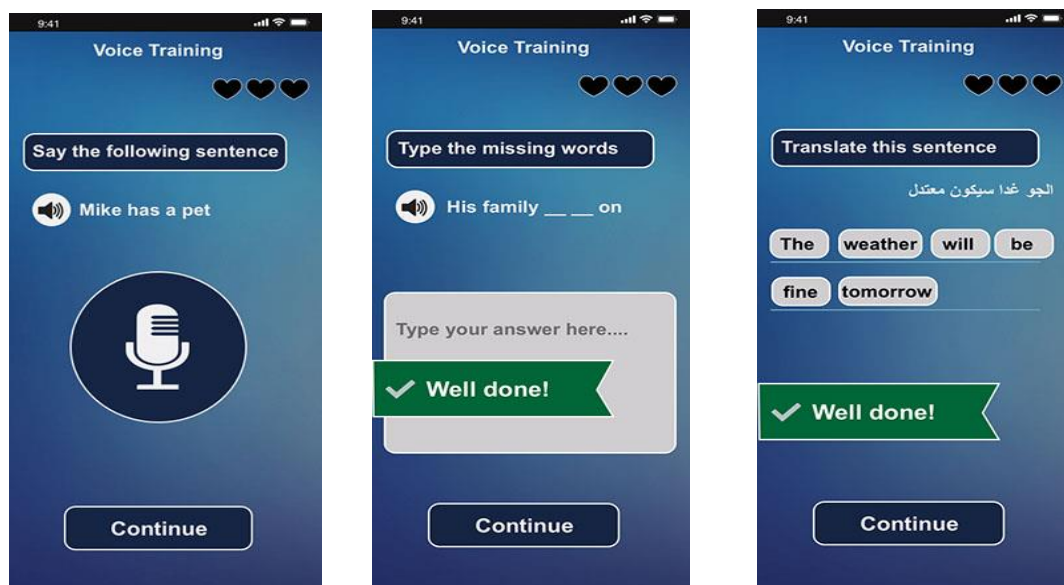 9:41
Voice Training
Say the following sentence
Mike has a pet
Continue
9:41
Voice Training
Type the missing words
His family __ __ on
Type your answer here....
Well done!
Continue
9:41
Voice Training
Translate this sentence
الجو غدا سيكون معتدل
The weather will be
fine tomorrow
Well done!
Continue